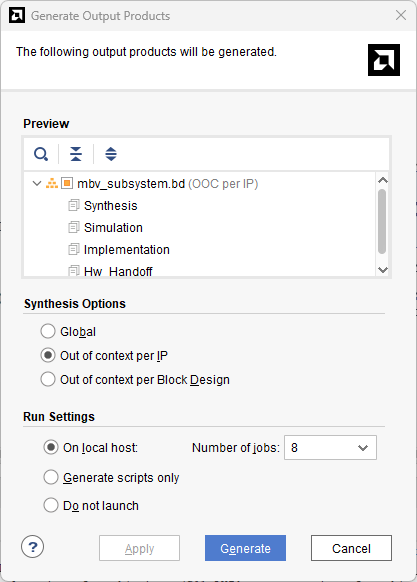 Generate Output Products
The following output products will be generated.
Preview
mbv_subsystem.bd (OOC per IP)
Synthesis
Simulation
Implementation
Hw_Handoff
Synthesis Options
Global
Out of context per IP
Out of context per Block Design
Run Settings
On local host: Number of jobs: 8
Generate scripts only
Do not launch
? Apply Generate Cancel